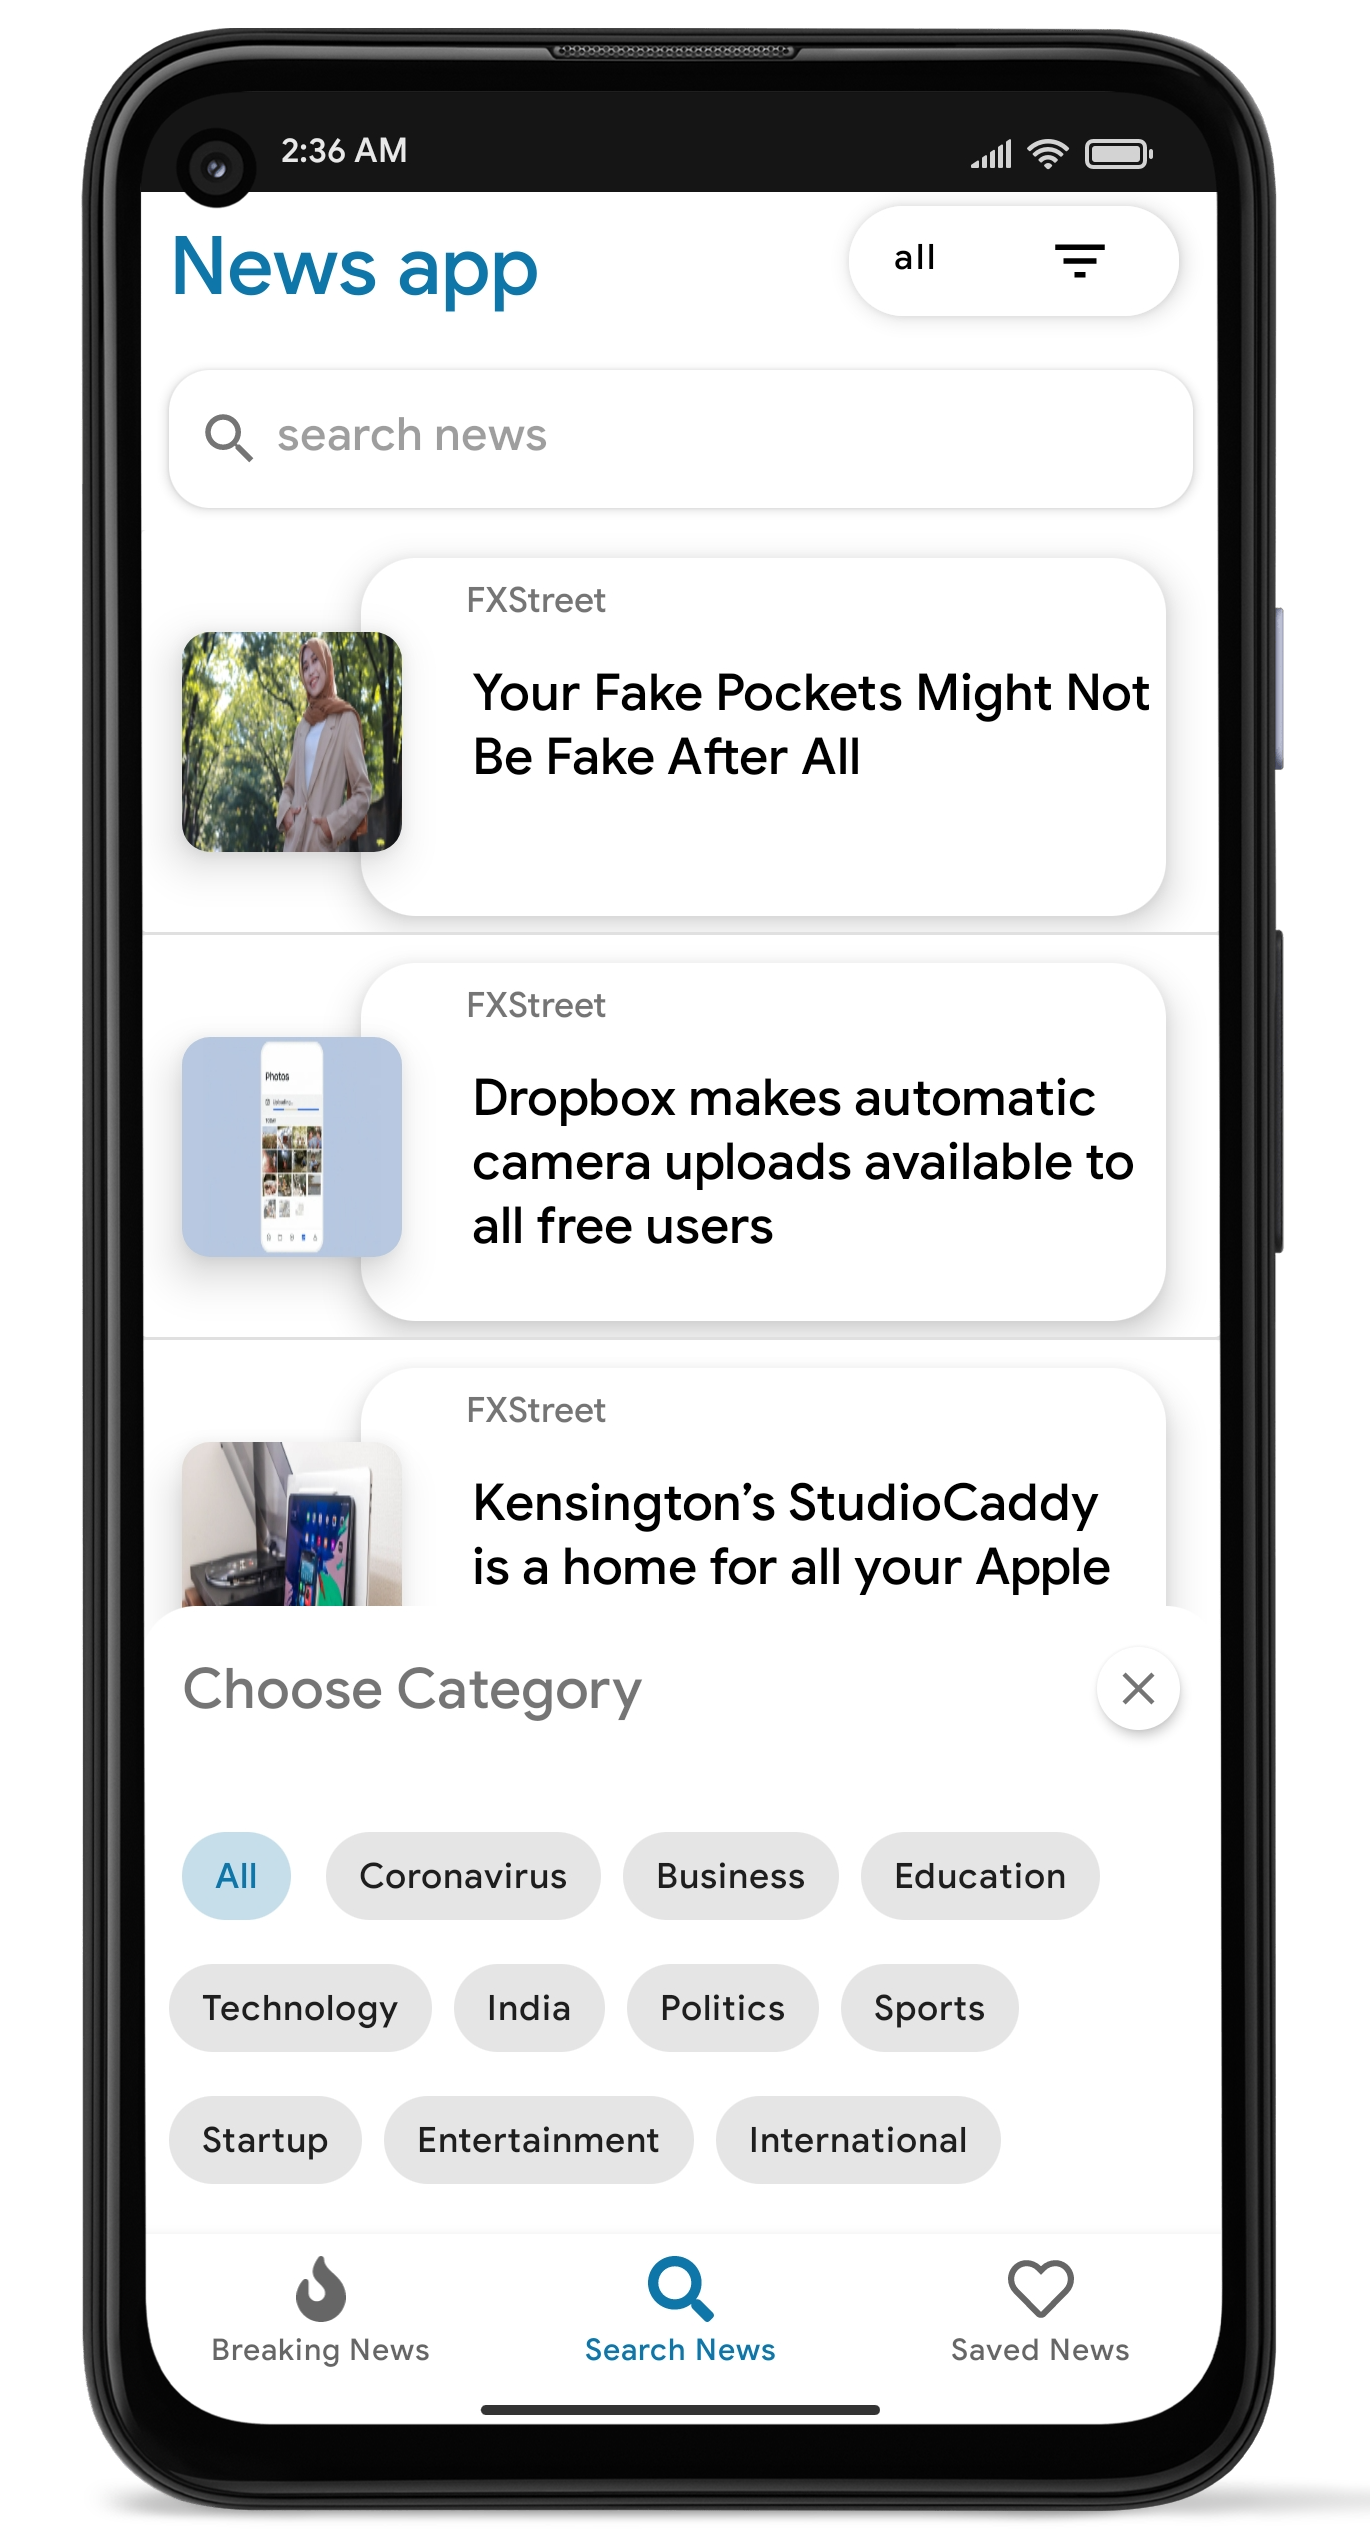 2:36 AM
News app
all
search news
FXStreet
Your Fake Pockets Might Not
Be Fake After All
FXStreet
Photos
Dropbox makes automatic
camera uploads available to
all free users
FXStreet
Kensington’s StudioCaddy
is a home for all your Apple
Choose Category
All Coronavirus Business Education
Technology India Politics Sports
Startup Entertainment International
Breaking News Search News Saved News